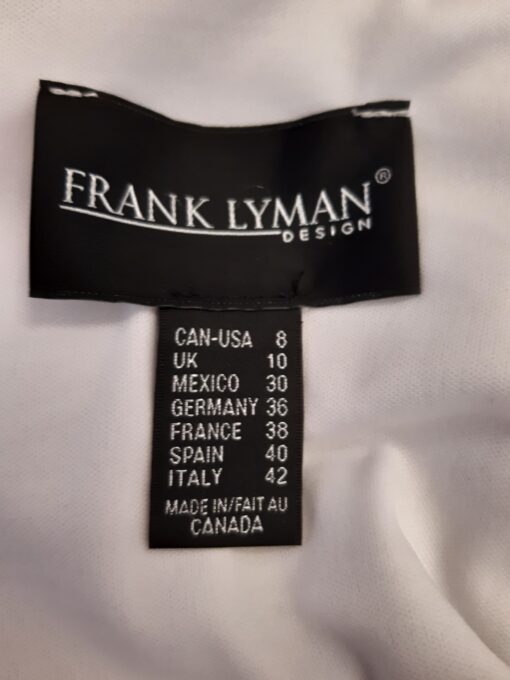 FRANK LYMAN®
DESIGN
CAN-USA 8
UK 10
MEXICO 30
GERMANY 36
FRANCE 38
SPAIN 40
ITALY 42
MADE IN/FAIT AU
CANADA